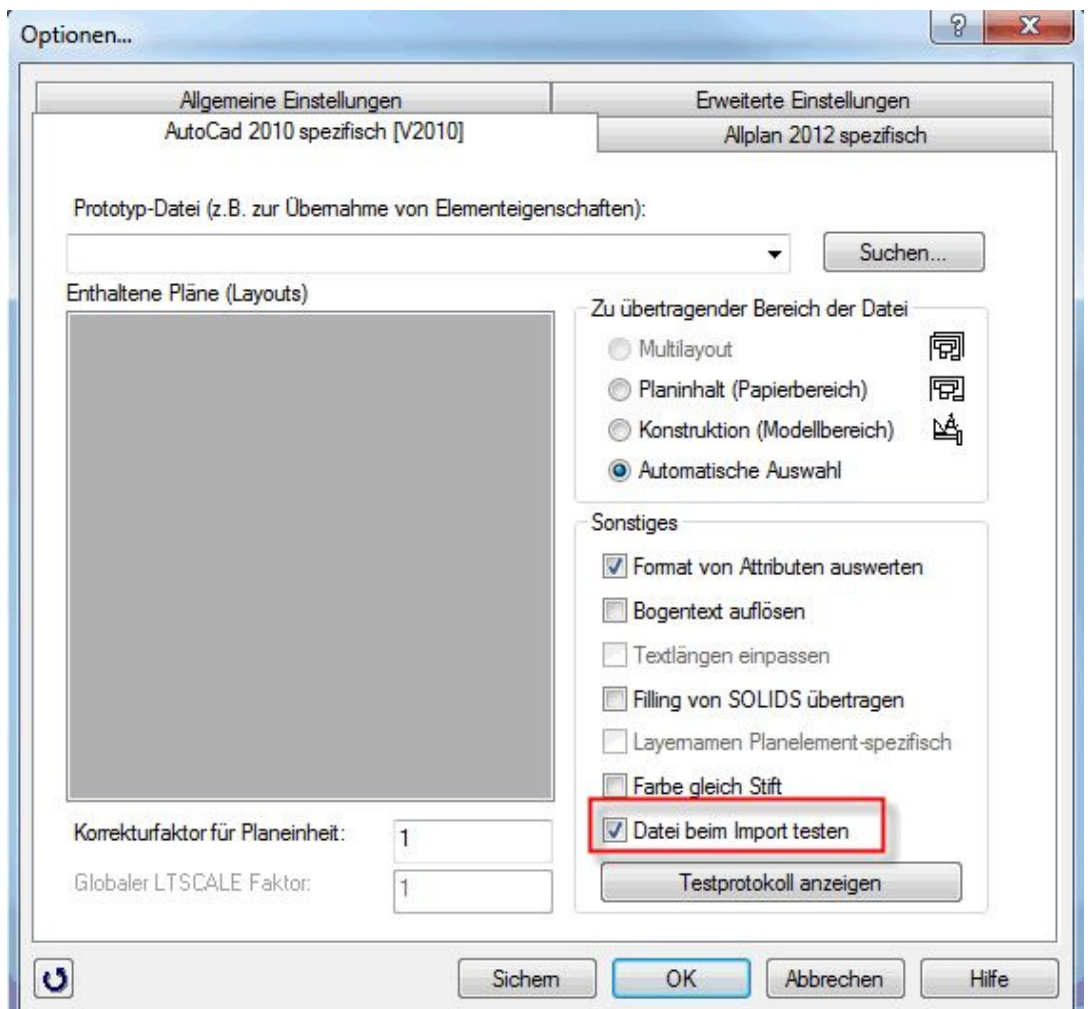 Optionen...
Allgemeine Einstellungen
Erweiterte Einstellungen
AutoCad 2010 spezifisch [V2010]
Allplan 2012 spezifisch
Prototyp-Datei (z.B. zur Übernahme von Elementeigenschaften):
Suchen...
Enthaltene Pläne (Layouts)
Zu übertragender Bereich der Datei
Multilayout
Planinhalt (Papierbereich)
Konstruktion (Modellbereich)
Automatische Auswahl
Sonstiges
Format von Attributen auswerten
Bogentext auflösen
Textlängen einpassen
Filling von SOLIDS übertragen
Layernamen Planelement-spezifisch
Farbe gleich Stift
Datei beim Import testen
Korrekturfaktor für Planeinheit:
1
Globaler LTSCALE Faktor:
1
Testprotokoll anzeigen
Sichern
OK
Abbrechen
Hilfe